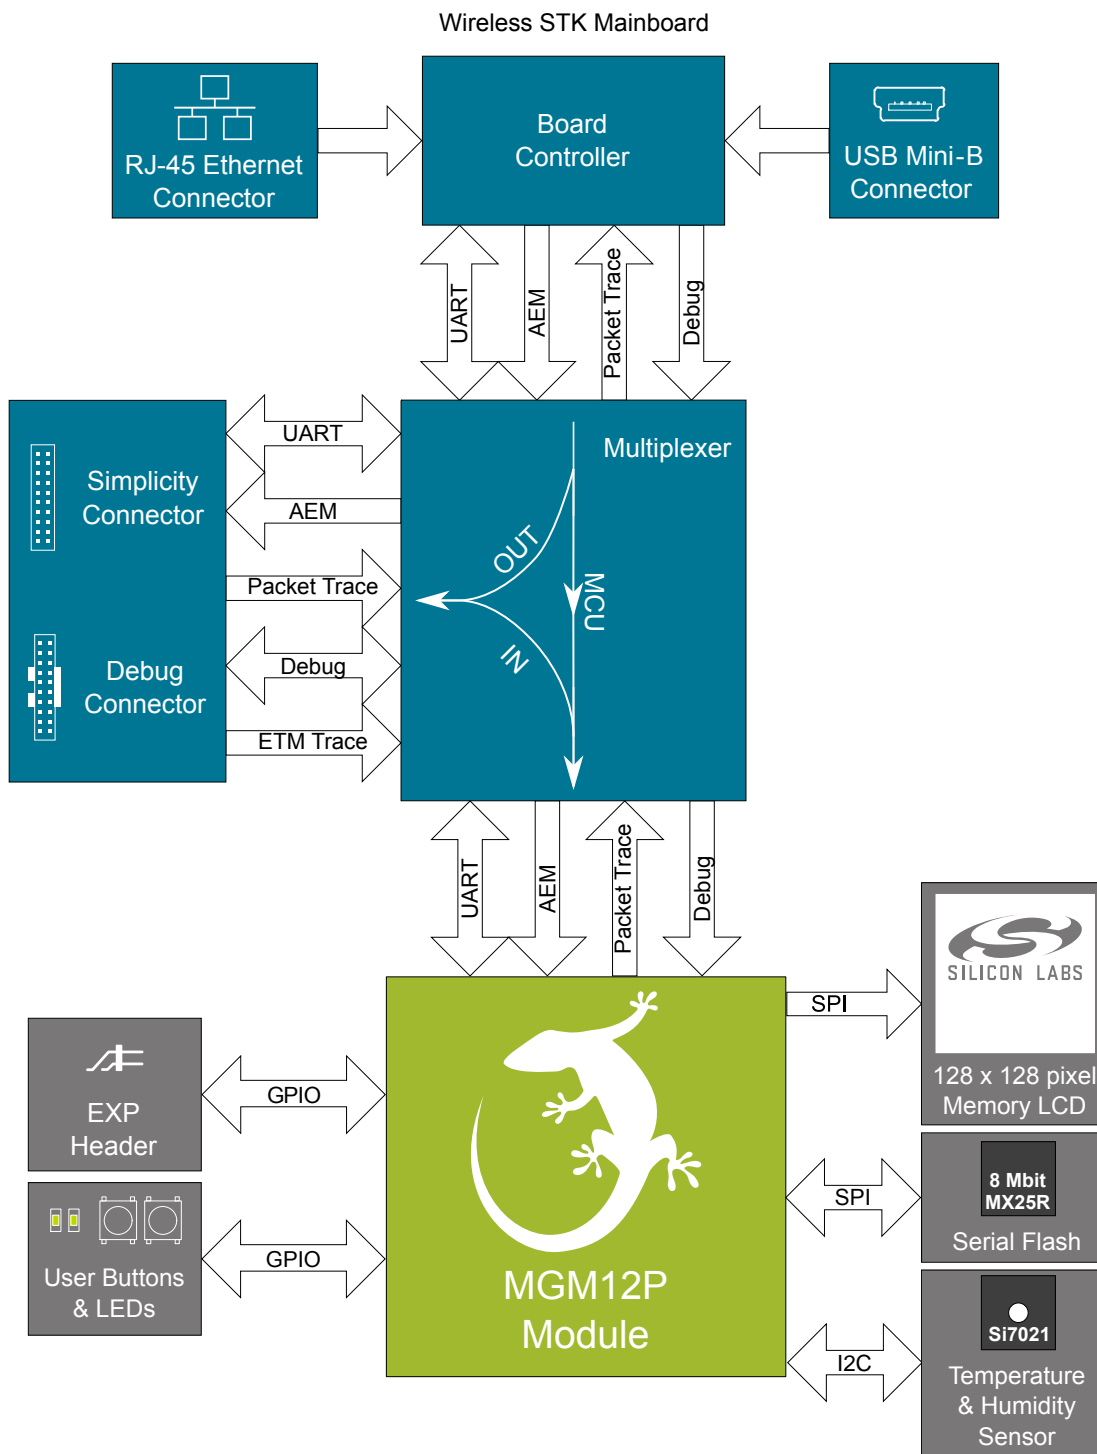 Wireless STK Mainboard
RJ-45 Ethernet
Connector
Board
Controller
USB Mini-B
Connector
UART
AEM
Packet Trace
Debug
Simplicity
Connector
Debug
Connector
UART
AEM
Packet Trace
Debug
ETM Trace
Multiplexer
OUT
MCU
IN
UART
AEM
Packet Trace
Debug
EXP
Header
GPIO
User Buttons
& LEDs
GPIO
MGM12P
Module
SPI
SILICON LABS
128 x 128 pixel
Memory LCD
SPI
8 Mbit
MX25R
Serial Flash
I2C
Si7021
Temperature
& Humidity
Sensor